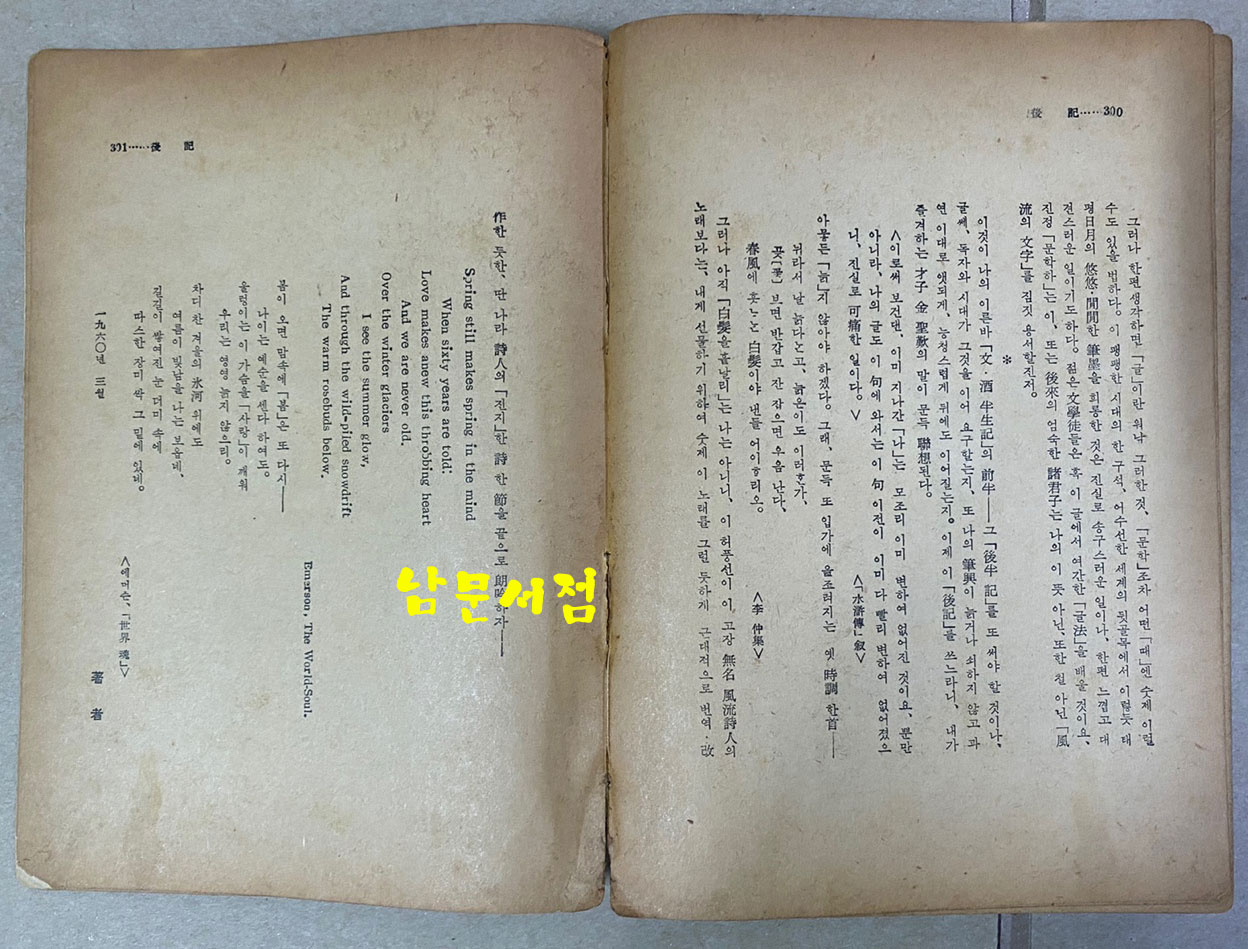 後 記……300
그러나 한편 생각하면, 「글」이란 워낙 그러한 것, 「문학」조차 어떤 「때」엔 숫제 이럴
수도 있을 법하다. 이 팽팽한 시대의 한 구석, 어수선한 세계의 뒷골목에서 이렇듯 태
평日月의 悠悠·閒閒한 筆墨을 희롱한 것은 진실로 송구스러운 일이나, 한편 느껍고 대
견스러운 일이기도 하다. 젊은 文學徒들은 혹 이 글에서 여간한 「글法」을 배울 것이요,
진정 「문학하」는 이, 또는 後來의 엄숙한 諸君子는 나의 이 뜻 아닌, 또한 철 아닌 「風
流의 文字」를 짐짓 용서할진저.
*
이것이 나의 이른바 「文·酒 半生記」의 前半——그 「後半 記」를 또 써야 할 것이나,
글쎄, 독자와 시대가 그것을 이어 요구할는지, 또 나의 筆興이 늙거나 쇠하지 않고 과
연 이대로 앳되게, 능청스럽게 뒤에도 이어질는지. 이제 이 「後記」를 쓰느라니, 내가
즐겨하는 才子 金 聖歎의 말이 문득 聯想된다.
<이로써 보건댄, 이미 지나간 「나」는 모조리 이미 변하여 없어진 것이요, 뿐만
아니라, 나의 글도 이 句에 와서는 이 句 이전이 이미 다 빨리 변하여 없어졌으
니, 진실로 可痛한 일이다.>
<「水滸傳」敍>
아뭏든 「늙」지 않아야 하겠다. 그래, 문득 또 입가에 읊조려지는 옛 時調 한 首——
뉘라서 날 늙다ᄂ고, 늙은이도 이러ᄒᆞᆫ가.
꽃〔꽃〕 보면 반갑고 잔 잡으면 우음 난다.
春風에 흣ᄂᆞᆫ 白髮이야 낸들 어이ᄒᆞ리오.
<李 仲集>
그러나 아직 「白髮을 흩날리」는 나는 아니니, 이 허풍선이 이 고장 無名 風流詩人의
노래보다는, 내게 선물하기 위하여 숫제 이 노래를 그런 듯하게 근대적으로 번역·改
301……後 記
作한 듯한, 딴 나라 詩人의 「진지」한 詩 한 節을 끝으로 朗吟하자——
Spring still makes spring in the mind
When sixty years are told:
Love makes anew this throbbing heart
And we are never old.
Over the winter glaciers
I see the summer glow,
And through the wild-piled snowdrift
The warm rosebuds below.
Emerson, The World-Soul.
봄이 오면 맘속에 「봄」은 또 다시——
나이는 예순을 센다 하여도.
울렁이는 이 가슴을 「사랑」이 깨워
우리는 영영 늙지 않으리.
차디 찬 겨울의 氷河 위에도
여름이 빛남을 나는 보옵네,
길길이 쌓여진 눈 더미 속에
따스한 장미 싹 그 밑에 있네.
<에머슨, 「世界 魂」>
一九六〇년 三월
著 者
남문서점